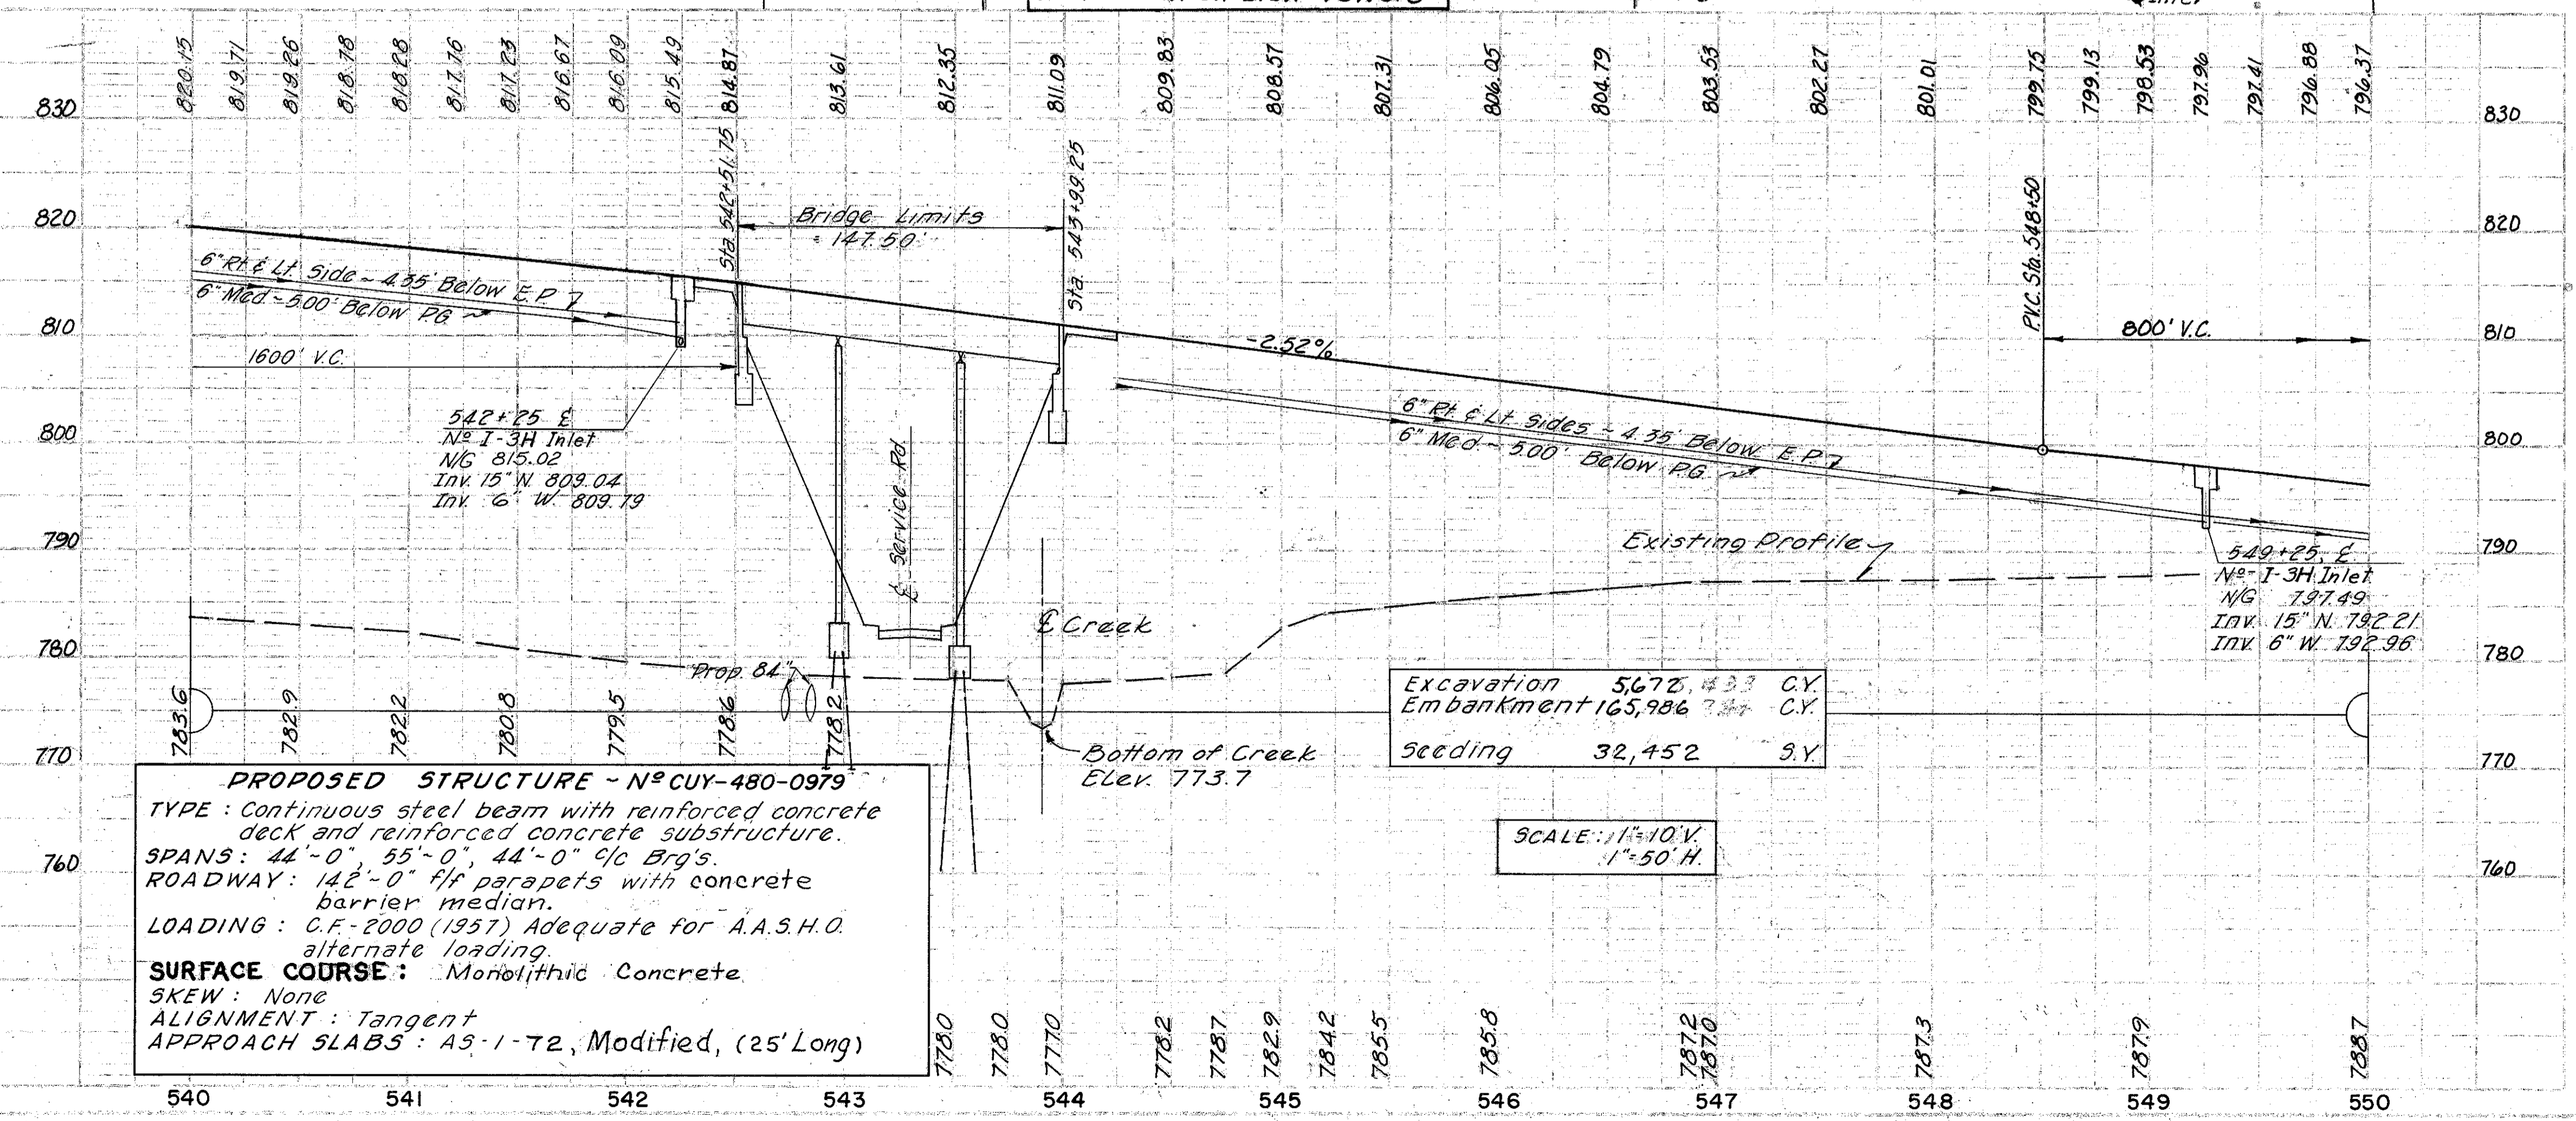 820.15 819.71 819.26 818.78 818.28 817.76 817.23 816.67 816.09 815.49 814.87 813.61 812.35 811.09 809.83 808.57 807.31 806.05 804.79 803.53 802.27 801.01 799.75 799.13 798.53 797.96 797.41 796.88 796.37
830 830
Sta. 542+51.75
Sta. 543+99.25
P.V.C. Sta. 548+50
820 820
Bridge Limits
= 147.50'
6" Rt & Lt Side ~ 4.35' Below E.P.
6" Med ~ 5.00' Below P.G.
810 810
-2.52%
800' V.C.
1600' V.C.
542+25 ℄
Nº I-3H Inlet
N/G 815.02
Inv. 15" N. 809.04
Inv. 6" W. 809.79
800 800
6" Rt. & Lt. Sides ~ 4.35' Below E.P.
6" Med ~ 5.00' Below P.G.
℄ Service Rd.
790 790
Existing Profile
549+25, ℄
Nº I-3H Inlet
N/G 797.49
Inv. 15" N. 792.21
Inv. 6" W. 792.96
℄ Creek
780 780
Prop. 84"
783.6 782.9 782.2 780.8 779.5 778.6 778.2
Excavation 5,672 C.Y.
Embankment 165,986 C.Y.
Seeding 32,452 S.Y.
Bottom of Creek
Elev. 773.7
770 770
PROPOSED STRUCTURE ~ Nº CUY-480-0979
TYPE : Continuous steel beam with reinforced concrete
deck and reinforced concrete substructure.
SPANS: 44'~0", 55'~0", 44'~0" c/c Brg's.
ROADWAY: 142'~0" f/f parapets with concrete
barrier median.
LOADING : C.F.-2000 (1957) Adequate for A.A.S.H.O.
alternate loading.
SURFACE COURSE: Monolithic Concrete
SKEW : None
ALIGNMENT : Tangent
APPROACH SLABS : AS-1-72, Modified, (25' Long)
SCALE: 1"=10' V.
1"=50' H.
760 760
778.0 778.0 777.0 778.2 778.7 782.9 784.2 785.5 785.8 787.2 787.0 787.3 787.9 788.7
540 541 542 543 544 545 546 547 548 549 550